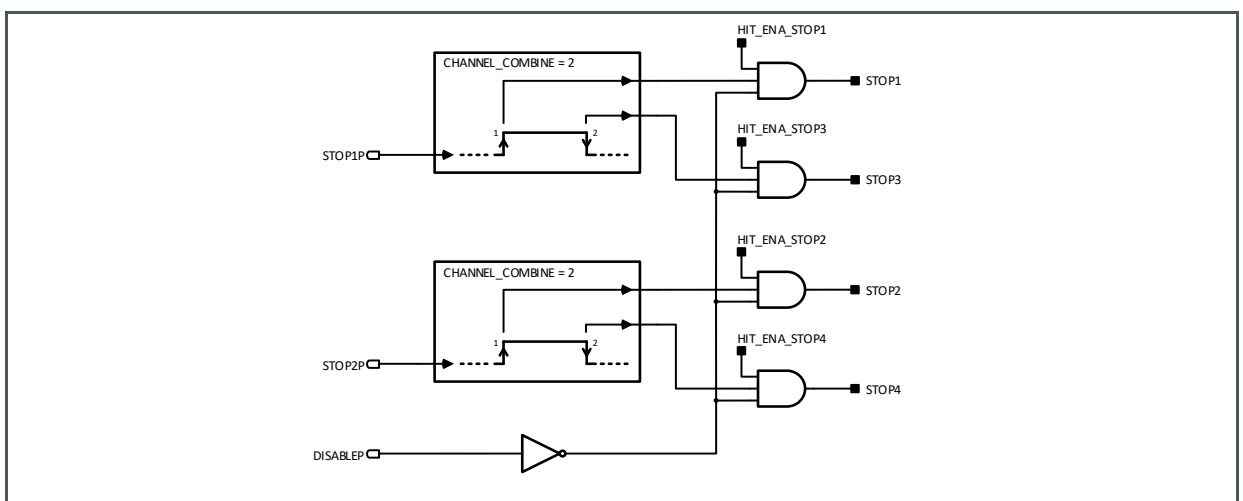 HIT_ENA_STOP1
CHANNEL_COMBINE = 2
STOP1
1
2
HIT_ENA_STOP3
STOP1P
STOP3
HIT_ENA_STOP2
CHANNEL_COMBINE = 2
STOP2
1
2
HIT_ENA_STOP4
STOP2P
STOP4
DISABLEP